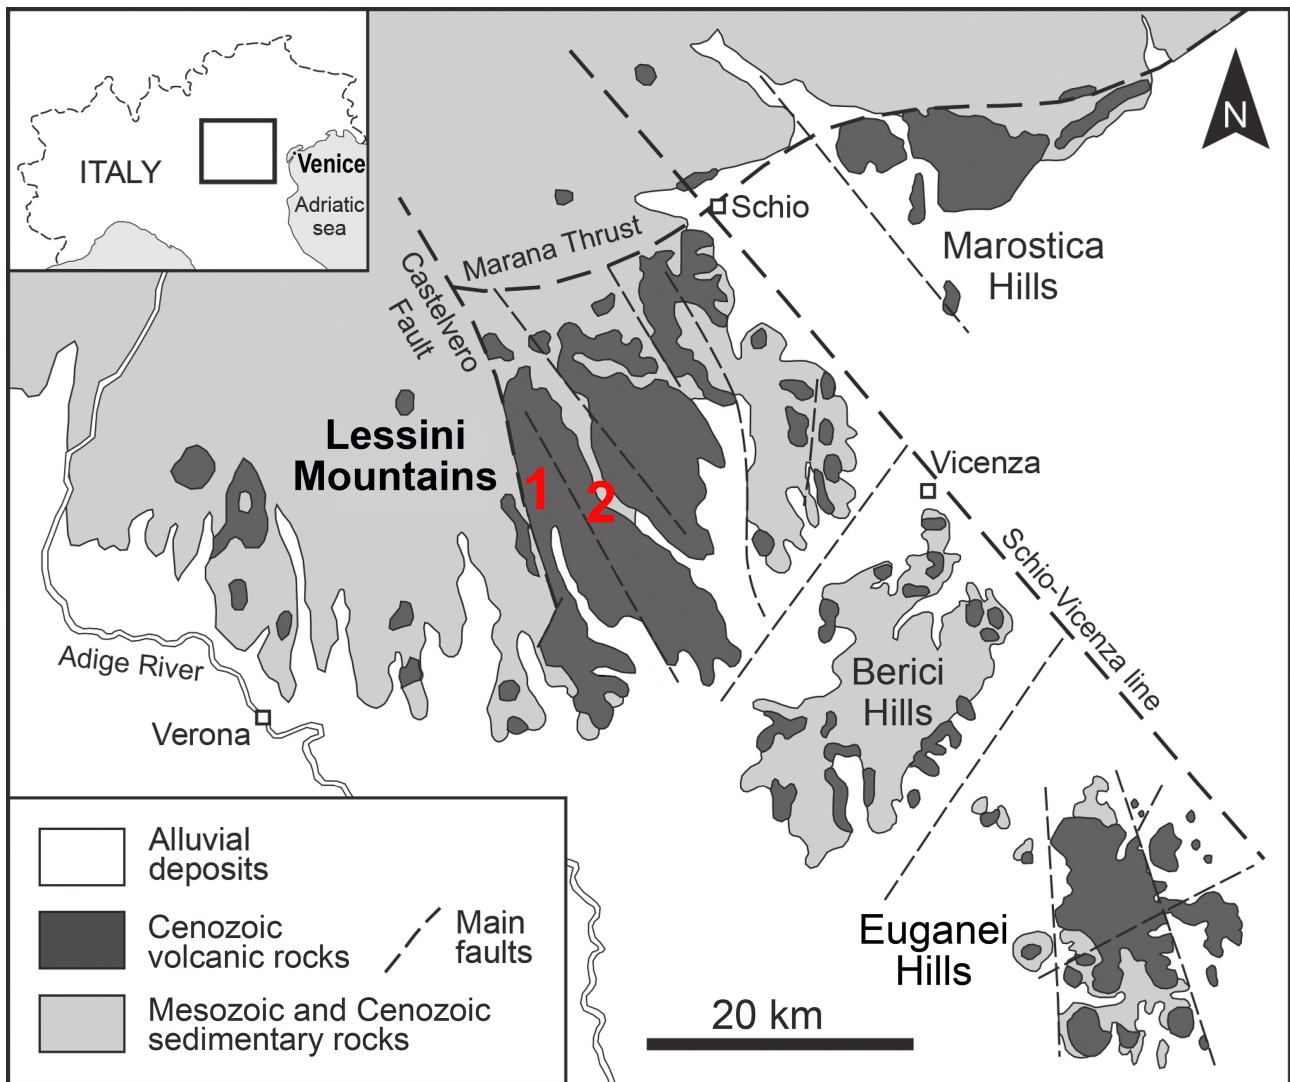 ITALY
Venice
Adriatic
sea
N
Schio
Marostica
Hills
Marana Thrust
Castelvero
Fault
Lessini
Mountains
1
2
Vicenza
Schio-Vicenza line
Adige River
Verona
Berici
Hills
Euganei
Hills
20 km
Alluvial
deposits
Cenozoic
volcanic rocks
Main
faults
Mesozoic and Cenozoic
sedimentary rocks